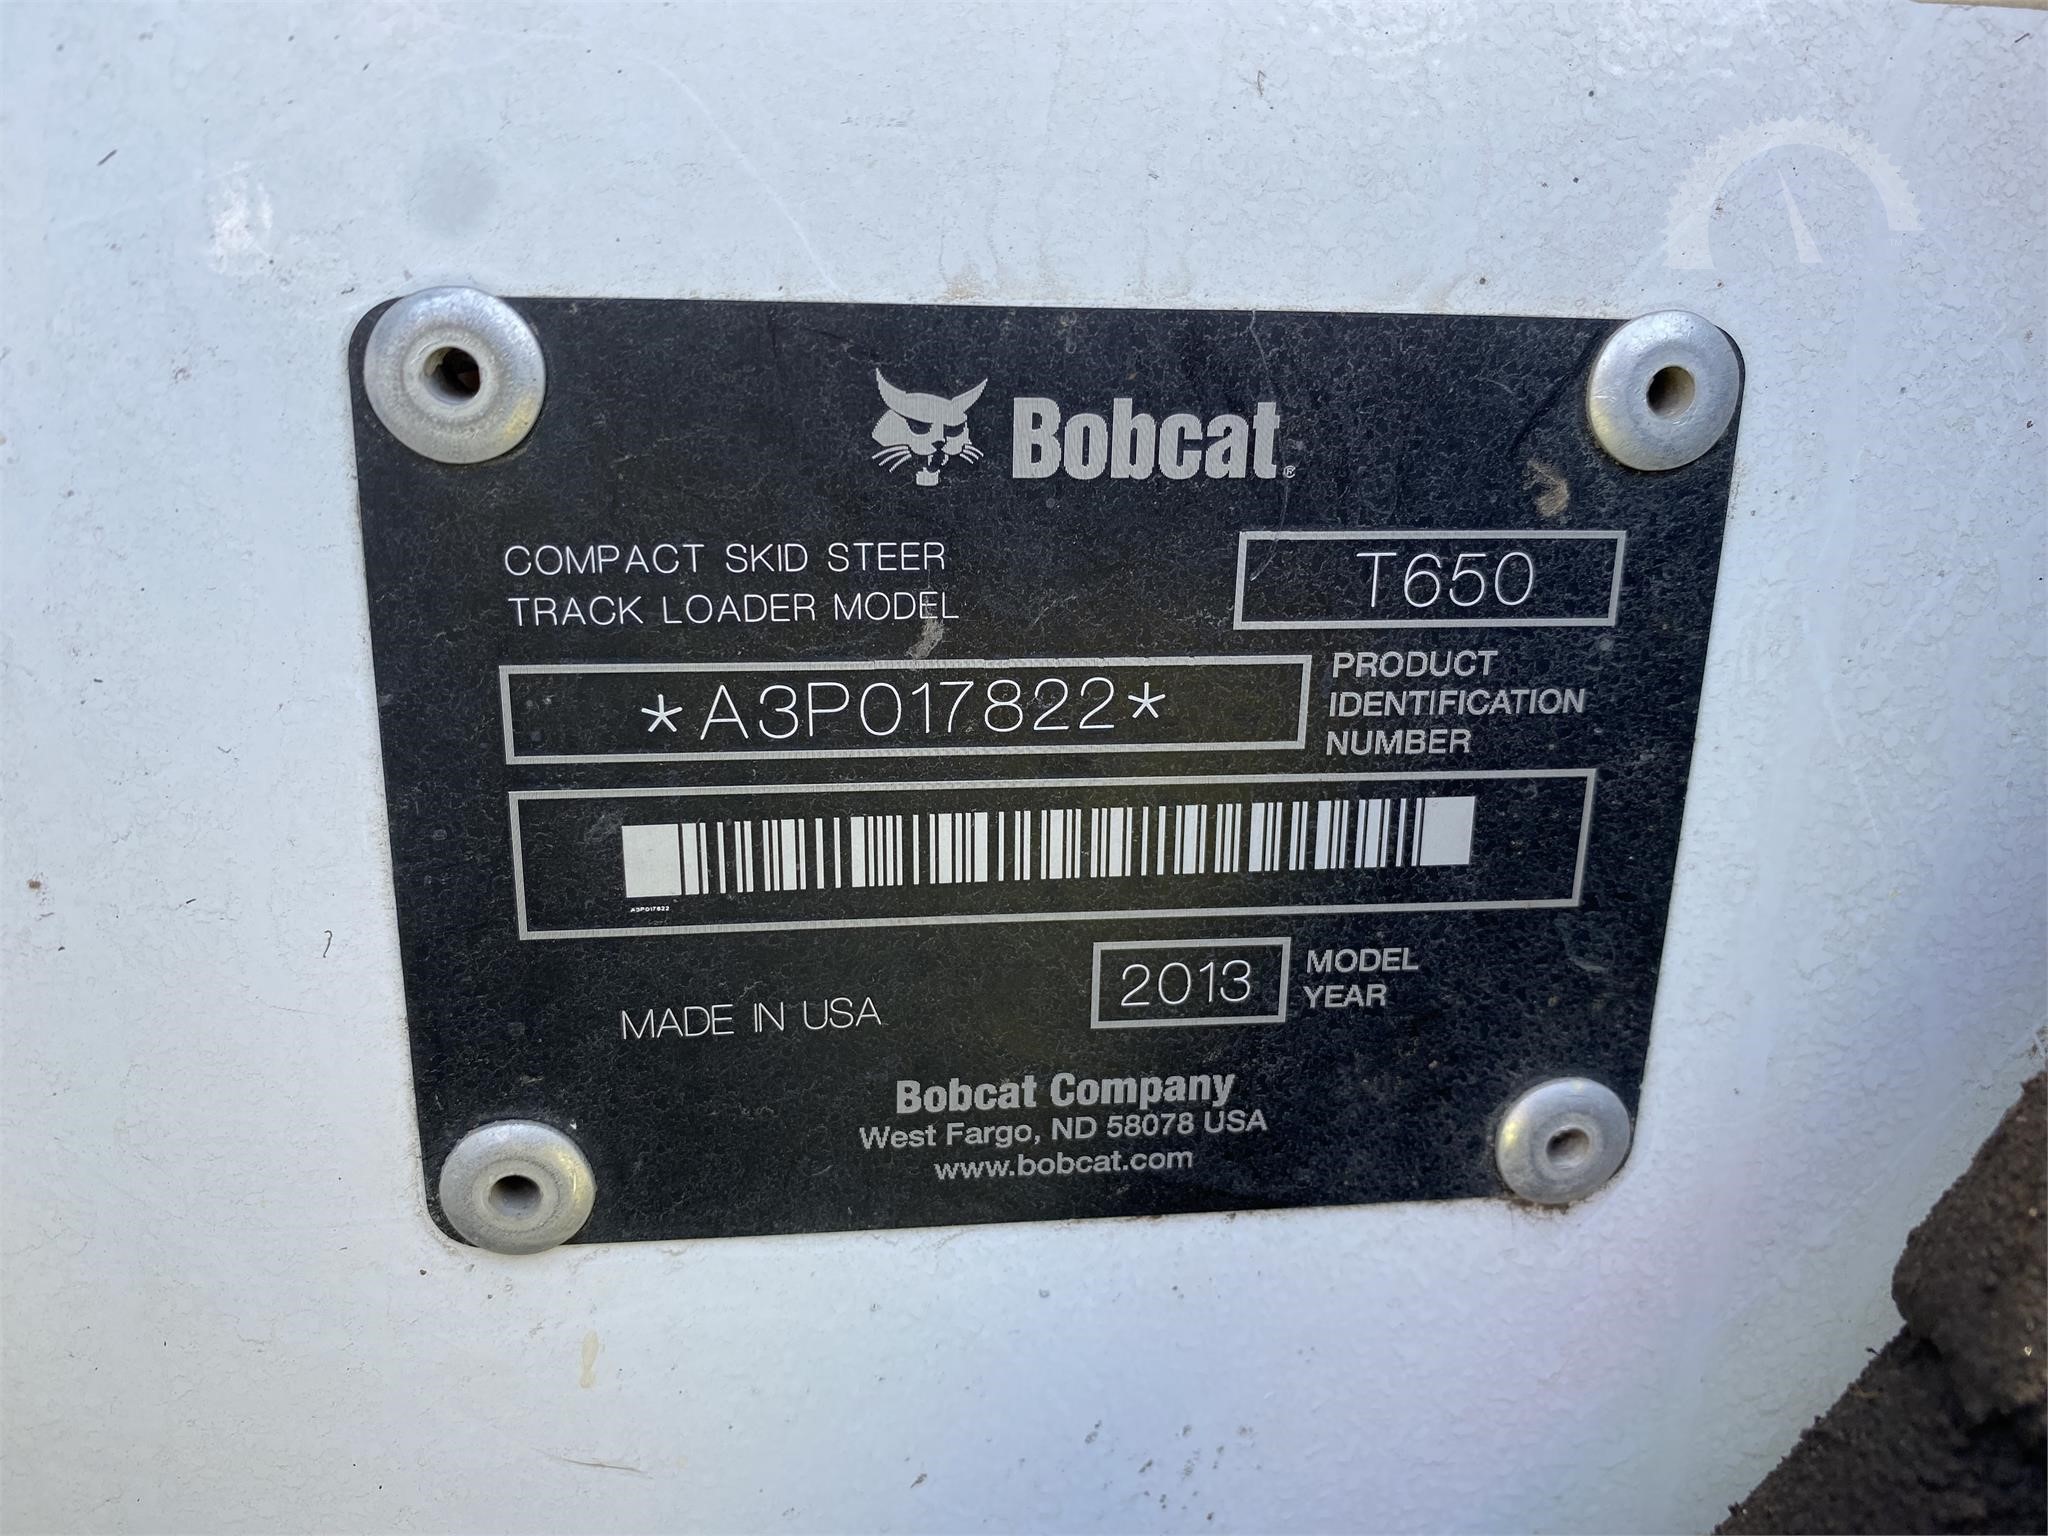 Bobcat®
COMPACT SKID STEER
TRACK LOADER MODEL
T650
*A3P017822*
PRODUCT
IDENTIFICATION
NUMBER
A3P017822
MADE IN USA
2013
MODEL
YEAR
Bobcat Company
West Fargo, ND 58078 USA
www.bobcat.com